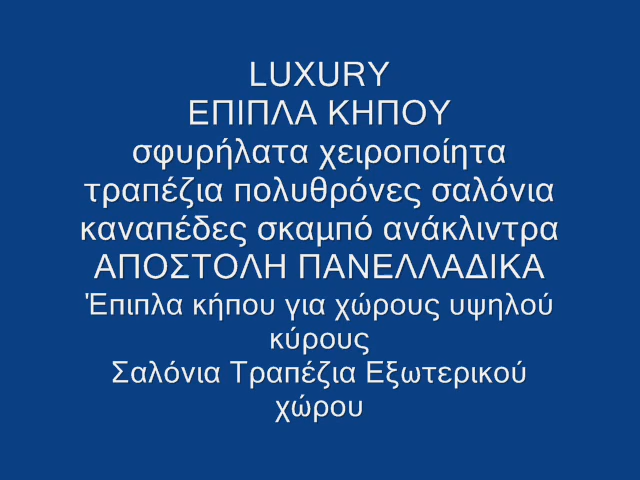 LUXURY
ΕΠΙΠΛΑ ΚΗΠΟΥ
σφυρήλατα χειροποίητα
τραπέζια πολυθρόνες σαλόνια
καναπέδες σκαμπό ανάκλιντρα
ΑΠΟΣΤΟΛΗ ΠΑΝΕΛΛΑΔΙΚΑ
Έπιπλα κήπου για χώρους υψηλού
κύρους
Σαλόνια Τραπέζια Εξωτερικού
χώρου